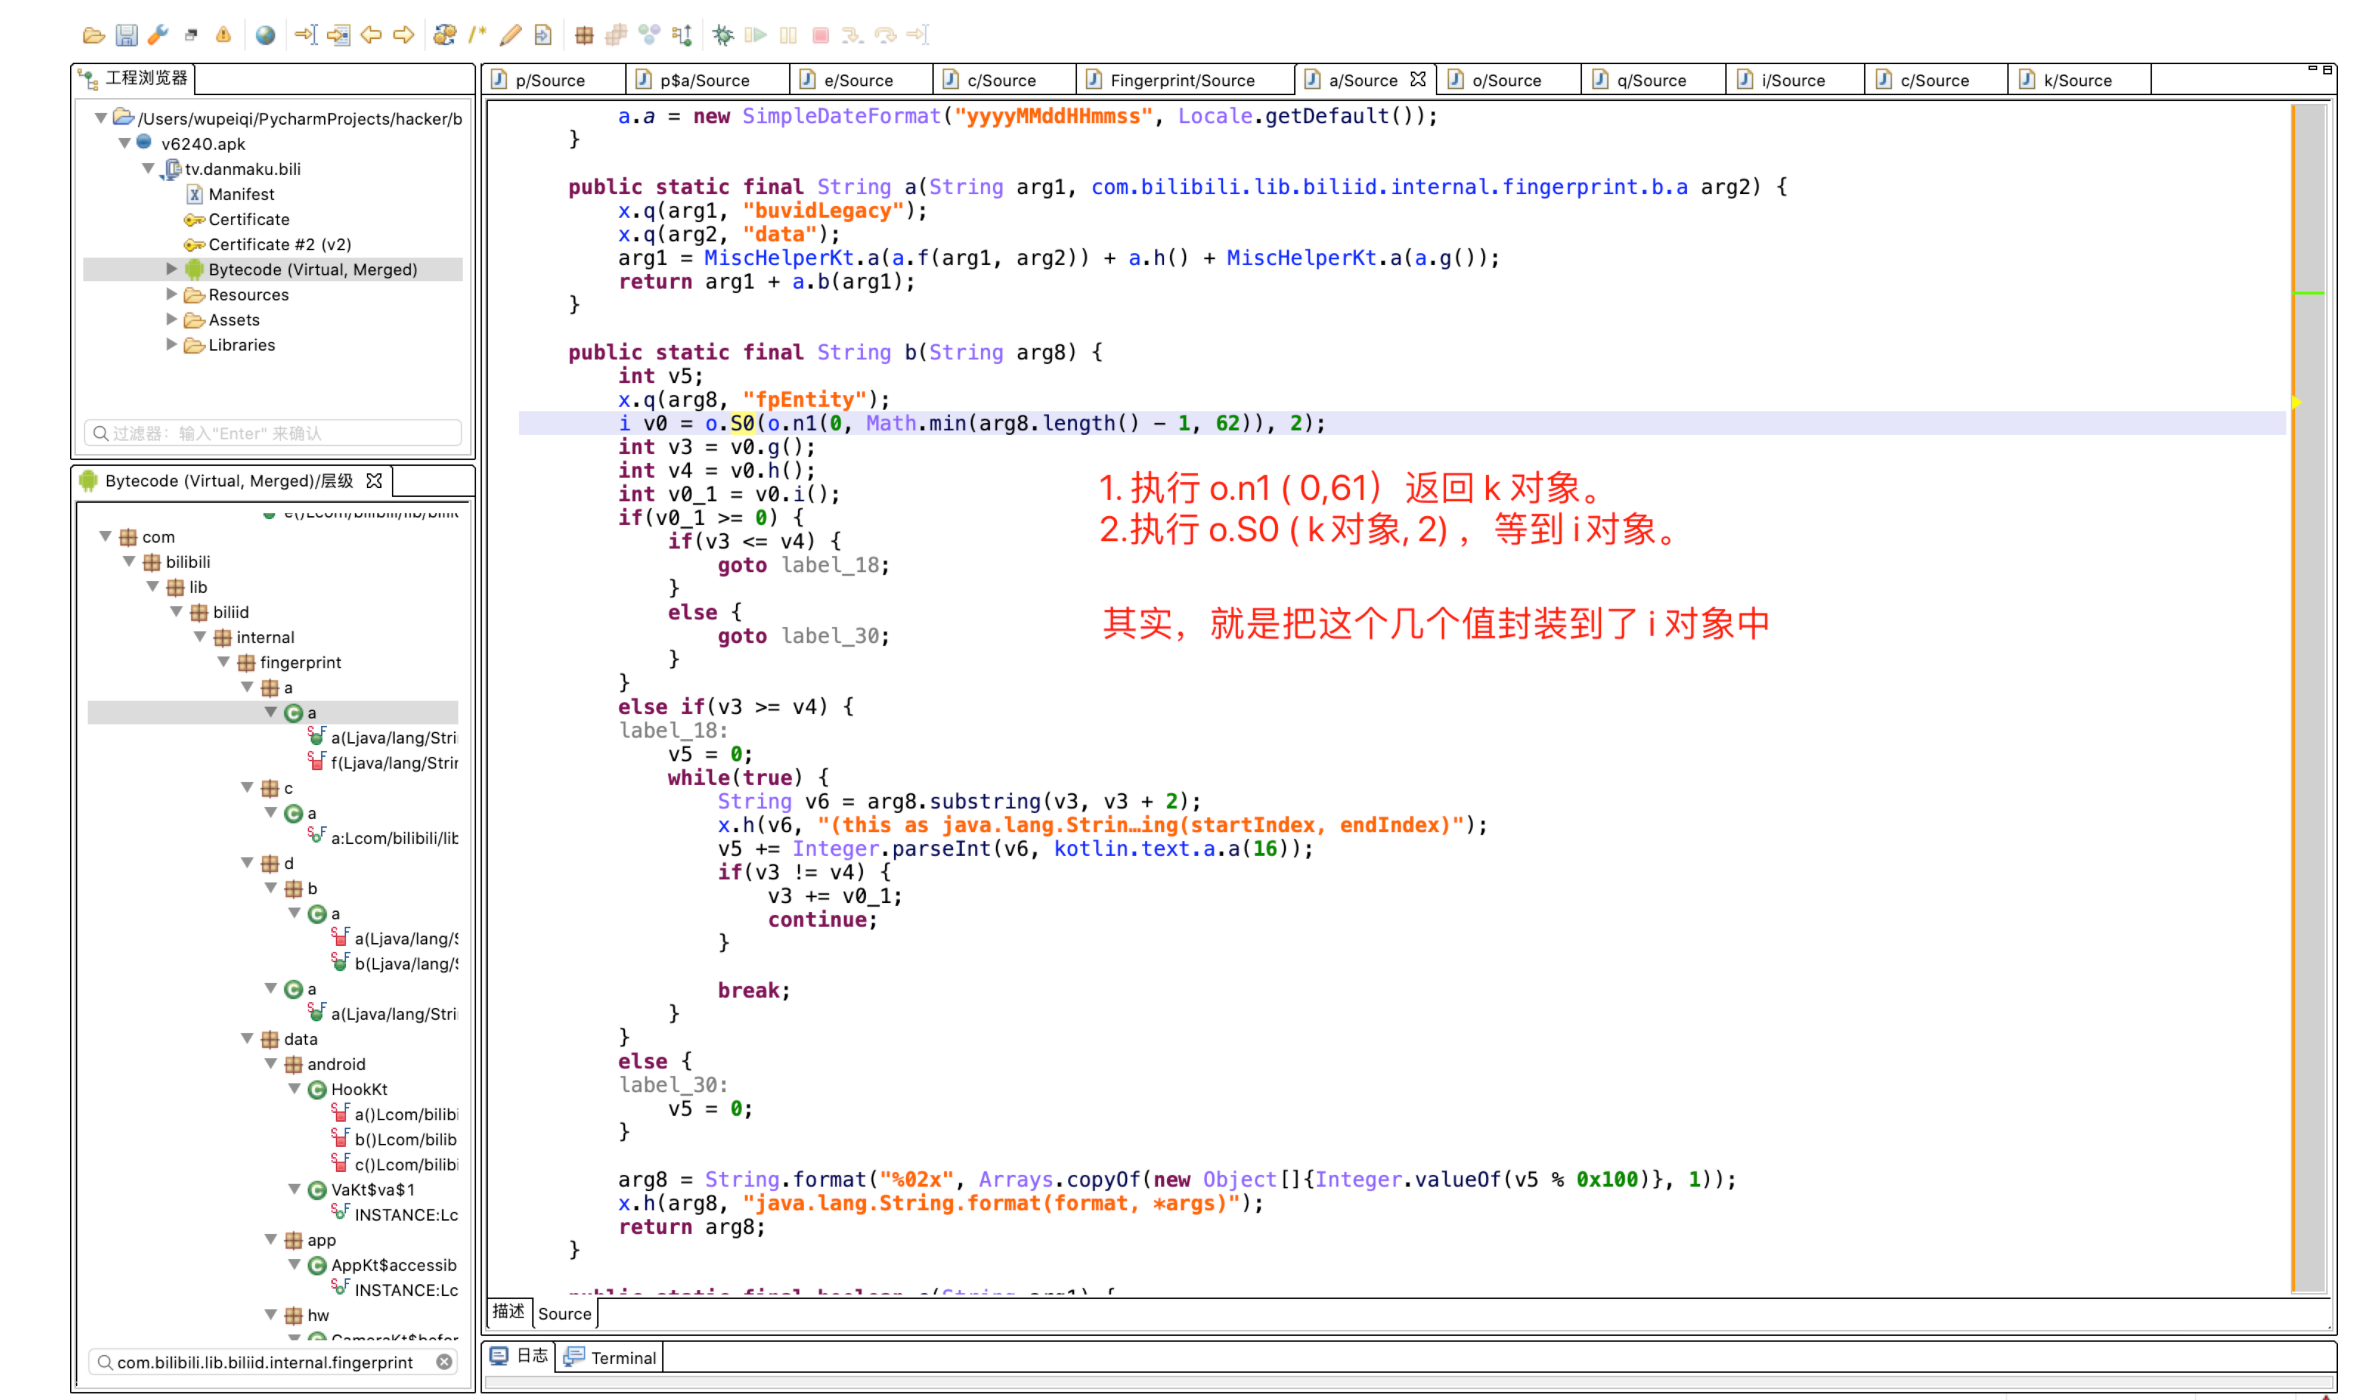 工程浏览器
/Users/wupeiqi/PycharmProjects/hacker/b
v6240.apk
tv.danmaku.bili
Manifest
Certificate
Certificate #2 (v2)
Bytecode (Virtual, Merged)
Resources
Assets
Libraries
过滤器：输入"Enter" 来确认
Bytecode (Virtual, Merged)/层级
com
bilibili
lib
biliid
internal
fingerprint
a
a
a(Ljava/lang/Stri
f(Ljava/lang/Strir
c
a
a:Lcom/bilibili/lib
d
b
a
a(Ljava/lang/S
b(Ljava/lang/S
a
a(Ljava/lang/Stri
data
android
HookKt
a()Lcom/bilibi
b()Lcom/bilib
c()Lcom/bilibi
VaKt$va$1
INSTANCE:Lc
app
AppKt$accessib
INSTANCE:Lc
hw
com.bilibili.lib.biliid.internal.fingerprint
p/Source p$a/Source e/Source c/Source Fingerprint/Source a/Source o/Source q/Source i/Source c/Source k/Source
a.a = new SimpleDateFormat("yyyyMMddHHmmss", Locale.getDefault());
}
public static final String a(String arg1, com.bilibili.lib.biliid.internal.fingerprint.b.a arg2) {
x.q(arg1, "buvidLegacy");
x.q(arg2, "data");
arg1 = MiscHelperKt.a(a.f(arg1, arg2)) + a.h() + MiscHelperKt.a(a.g());
return arg1 + a.b(arg1);
}
public static final String b(String arg8) {
int v5;
x.q(arg8, "fpEntity");
i v0 = o.S0(o.n1(0, Math.min(arg8.length() - 1, 62)), 2);
int v3 = v0.g();
int v4 = v0.h();
int v0_1 = v0.i();
if(v0_1 >= 0) {
if(v3 <= v4) {
goto label_18;
}
else {
goto label_30;
}
}
else if(v3 >= v4) {
label_18:
v5 = 0;
while(true) {
String v6 = arg8.substring(v3, v3 + 2);
x.h(v6, "(this as java.lang.Strin…ing(startIndex, endIndex)");
v5 += Integer.parseInt(v6, kotlin.text.a.a(16));
if(v3 != v4) {
v3 += v0_1;
continue;
}
break;
}
}
else {
label_30:
v5 = 0;
}
arg8 = String.format("%02x", Arrays.copyOf(new Object[]{Integer.valueOf(v5 % 0x100)}, 1));
x.h(arg8, "java.lang.String.format(format, *args)");
return arg8;
}
1. 执行 o.n1 ( 0,61）返回 k 对象。
2.执行 o.S0 ( k对象, 2) ，等到 i 对象。
其实，就是把这个几个值封装到了 i 对象中
描述 Source
日志 Terminal